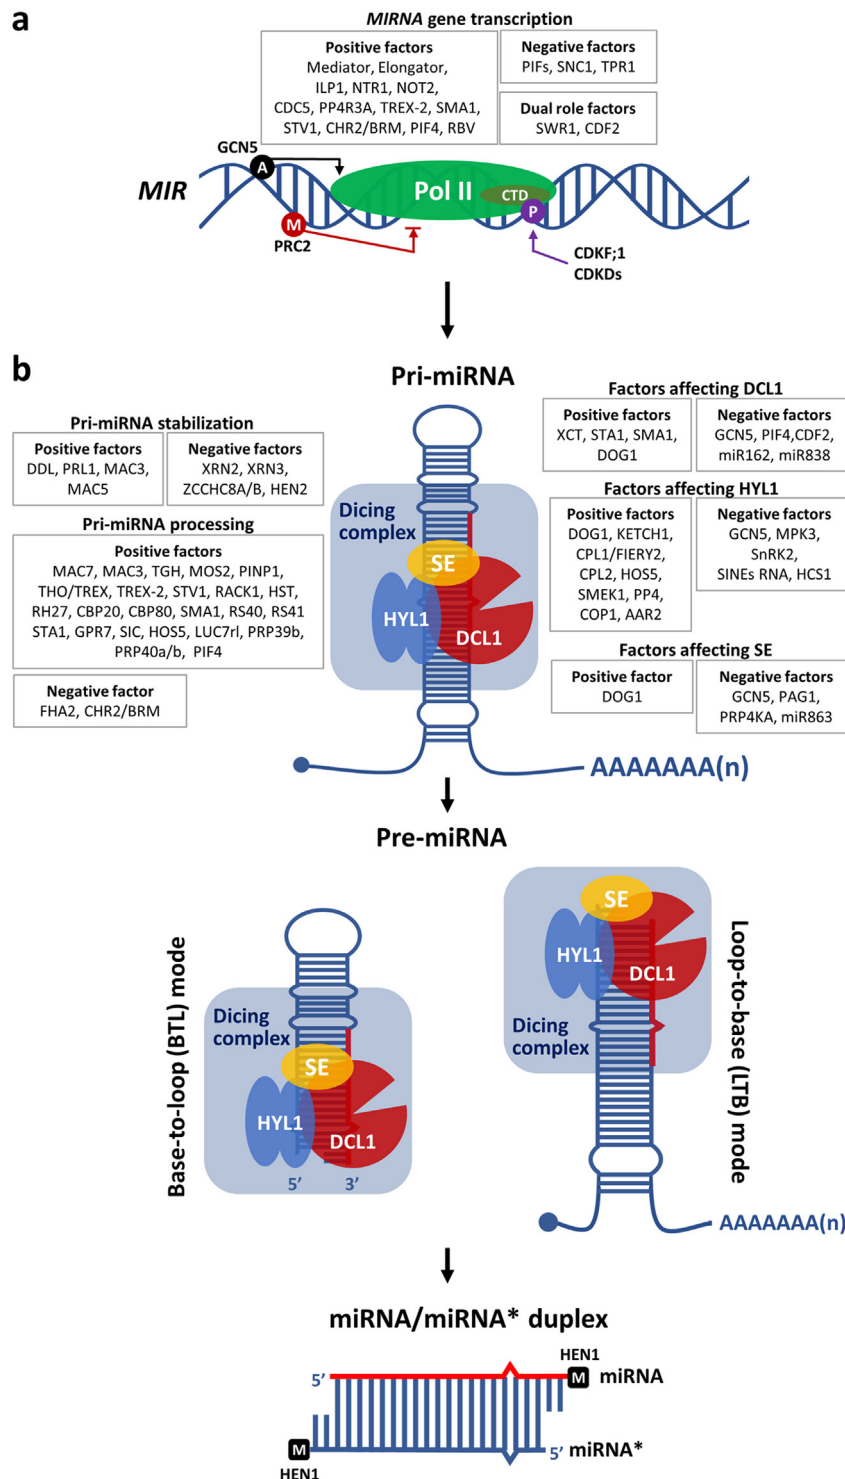 a
MIRNA gene transcription
Positive factors
Mediator, Elongator,
ILP1, NTR1, NOT2,
CDC5, PP4R3A, TREX-2, SMA1,
STV1, CHR2/BRM, PIF4, RBV
Negative factors
PIFs, SNC1, TPR1
Dual role factors
SWR1, CDF2
GCN5
A
MIR
Pol II
CTD
P
M
PRC2
CDKF;1
CDKDs
b
Pri-miRNA
Pri-miRNA stabilization
Positive factors
DDL, PRL1, MAC3,
MAC5
Negative factors
XRN2, XRN3,
ZCCHC8A/B, HEN2
Pri-miRNA processing
Positive factors
MAC7, MAC3, TGH, MOS2, PINP1,
THO/TREX, TREX-2, STV1, RACK1, HST,
RH27, CBP20, CBP80, SMA1, RS40, RS41
STA1, GPR7, SIC, HOS5, LUC7rl, PRP39b,
PRP40a/b, PIF4
Negative factor
FHA2, CHR2/BRM
Dicing
complex
SE
HYL1
DCL1
Factors affecting DCL1
Positive factors
XCT, STA1, SMA1,
DOG1
Negative factors
GCN5, PIF4,CDF2,
miR162, miR838
Factors affecting HYL1
Positive factors
DOG1, KETCH1,
CPL1/FIERY2,
CPL2, HOS5,
SMEK1, PP4,
COP1, AAR2
Negative factors
GCN5, MPK3,
SnRK2,
SINEs RNA, HCS1
Factors affecting SE
Positive factor
DOG1
Negative factors
GCN5, PAG1,
PRP4KA, miR863
AAAAAAA(n)
Pre-miRNA
Base-to-loop (BTL) mode
Dicing
complex
SE
HYL1
DCL1
5’
3’
SE
HYL1
DCL1
Dicing
complex
Loop-to-base (LTB) mode
AAAAAAA(n)
miRNA/miRNA* duplex
HEN1
5’
M
miRNA
M
5’
miRNA*
HEN1